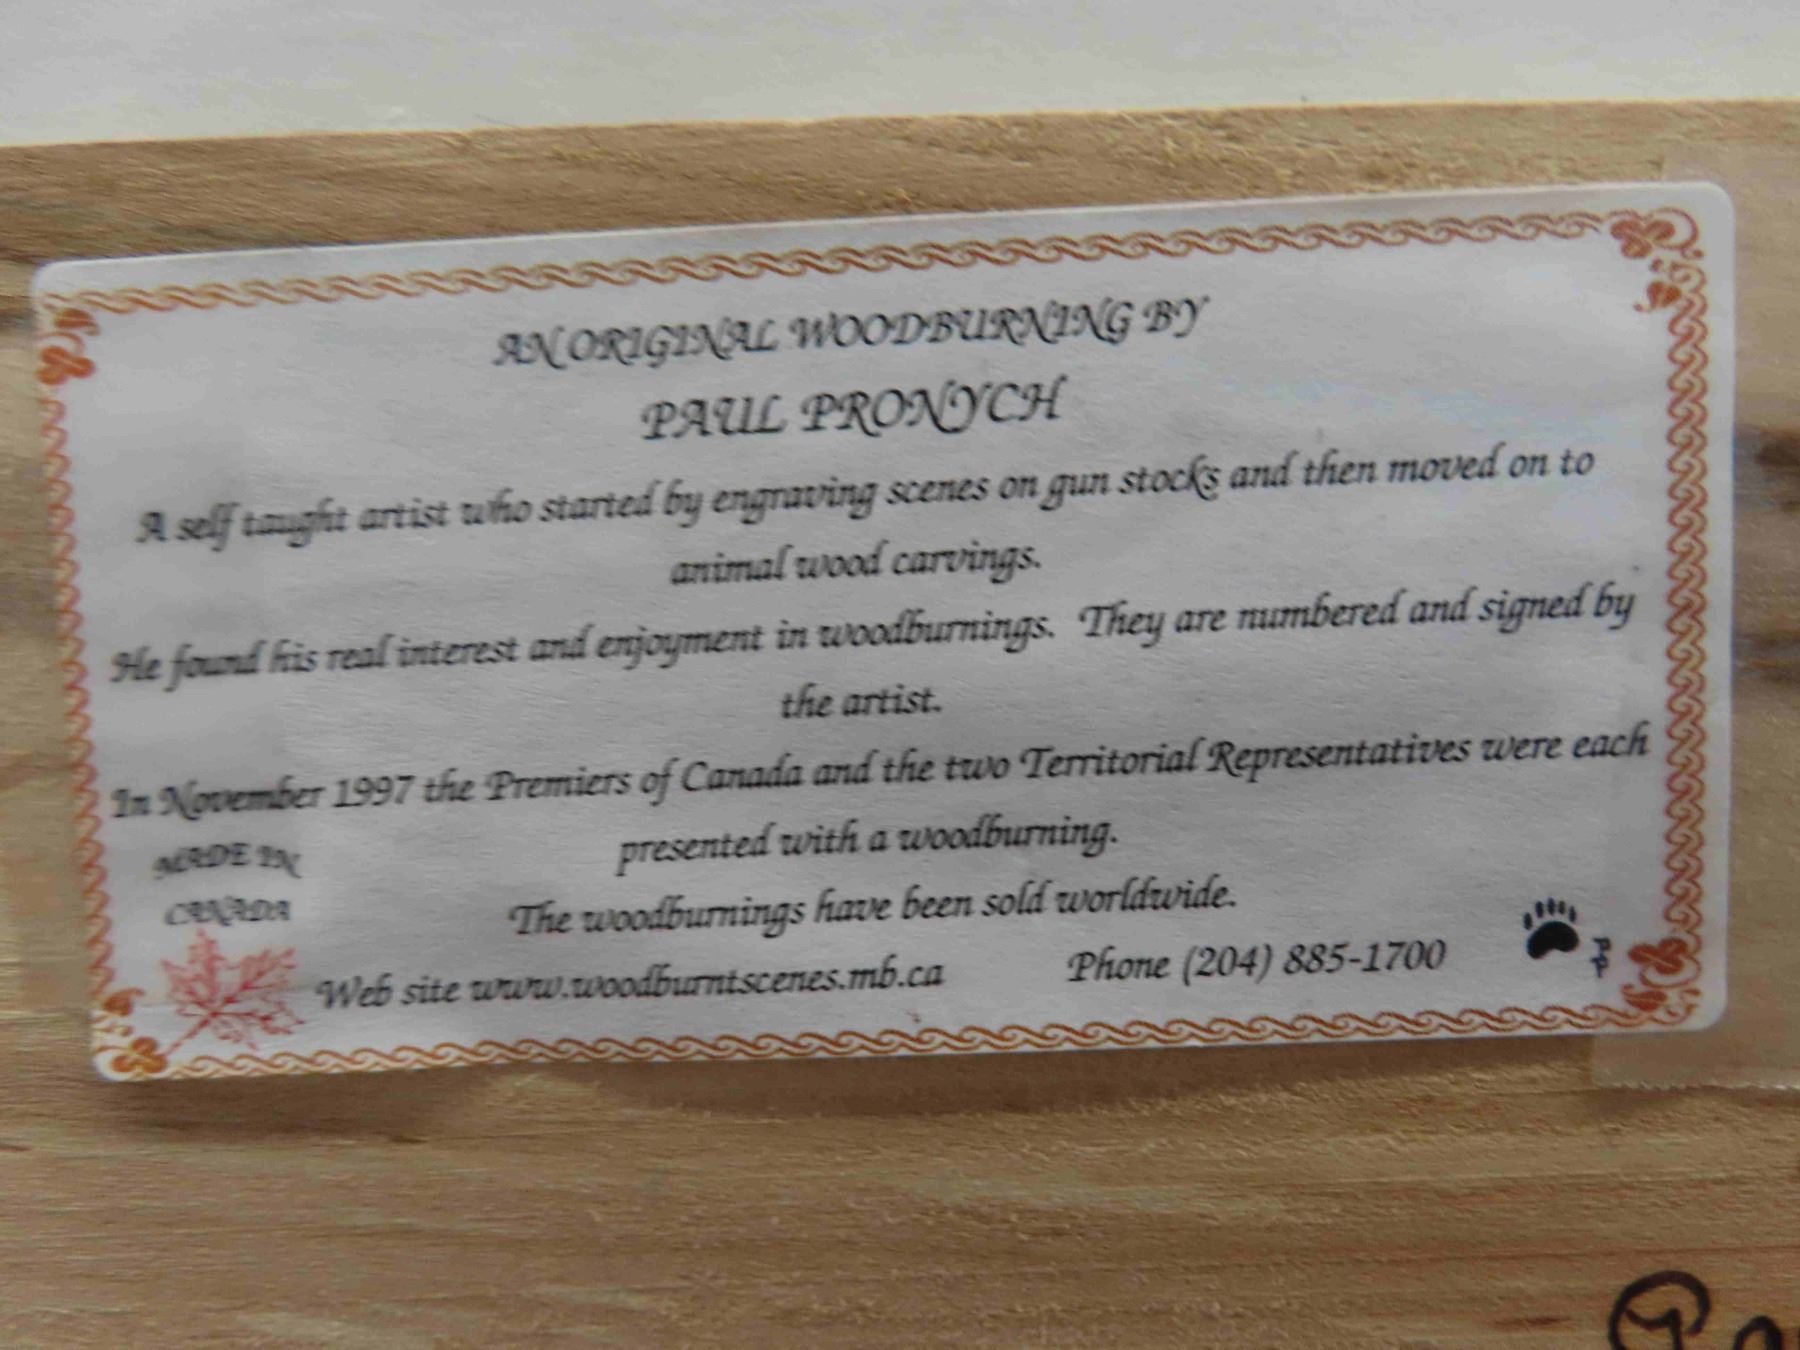 AN ORIGINAL WOODBURNING BY
PAUL PRONYCH
A self taught artist who started by engraving scenes on gun stocks and then moved on to
animal wood carvings.
He found his real interest and enjoyment in woodburnings. They are numbered and signed by
the artist.
In November 1997 the Premiers of Canada and the two Territorial Representatives were each
presented with a woodburning.
The woodburnings have been sold worldwide.
MADE IN
CANADA
Web site www.woodburntscenes.mb.ca Phone (204) 885-1700